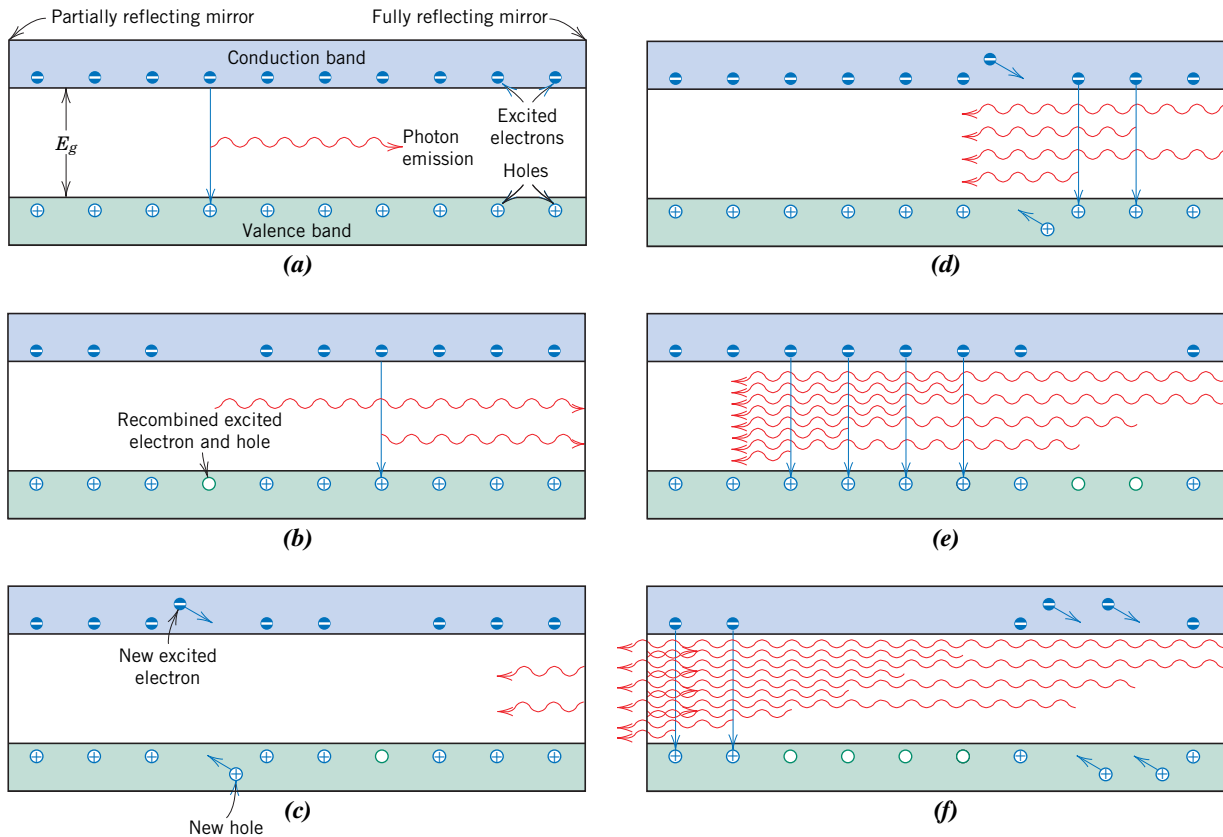 Partially reflecting mirror
Fully reflecting mirror
Conduction band
Eg
Photon
emission
Excited
electrons
Holes
Valence band
(a)
Recombined excited
electron and hole
(b)
New excited
electron
New hole
(c)
(d)
(e)
(f)